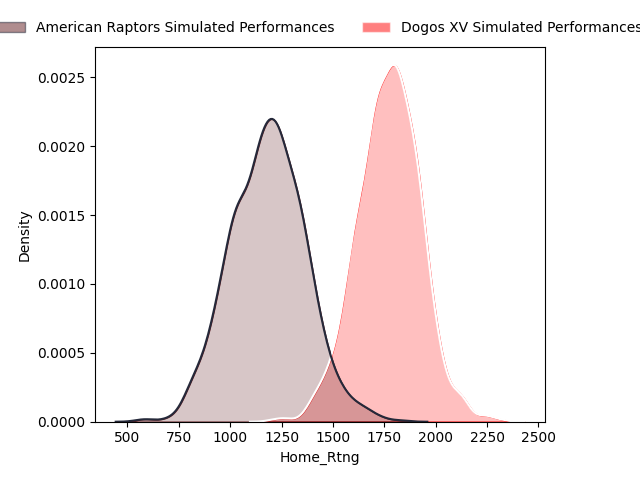 American Raptors Simulated Performances
Dogos XV Simulated Performances
0.0025
0.0020
0.0015
0.0010
0.0005
0.0000
Density
500 750 1000 1250 1500 1750 2000 2250 2500
Home_Rtng